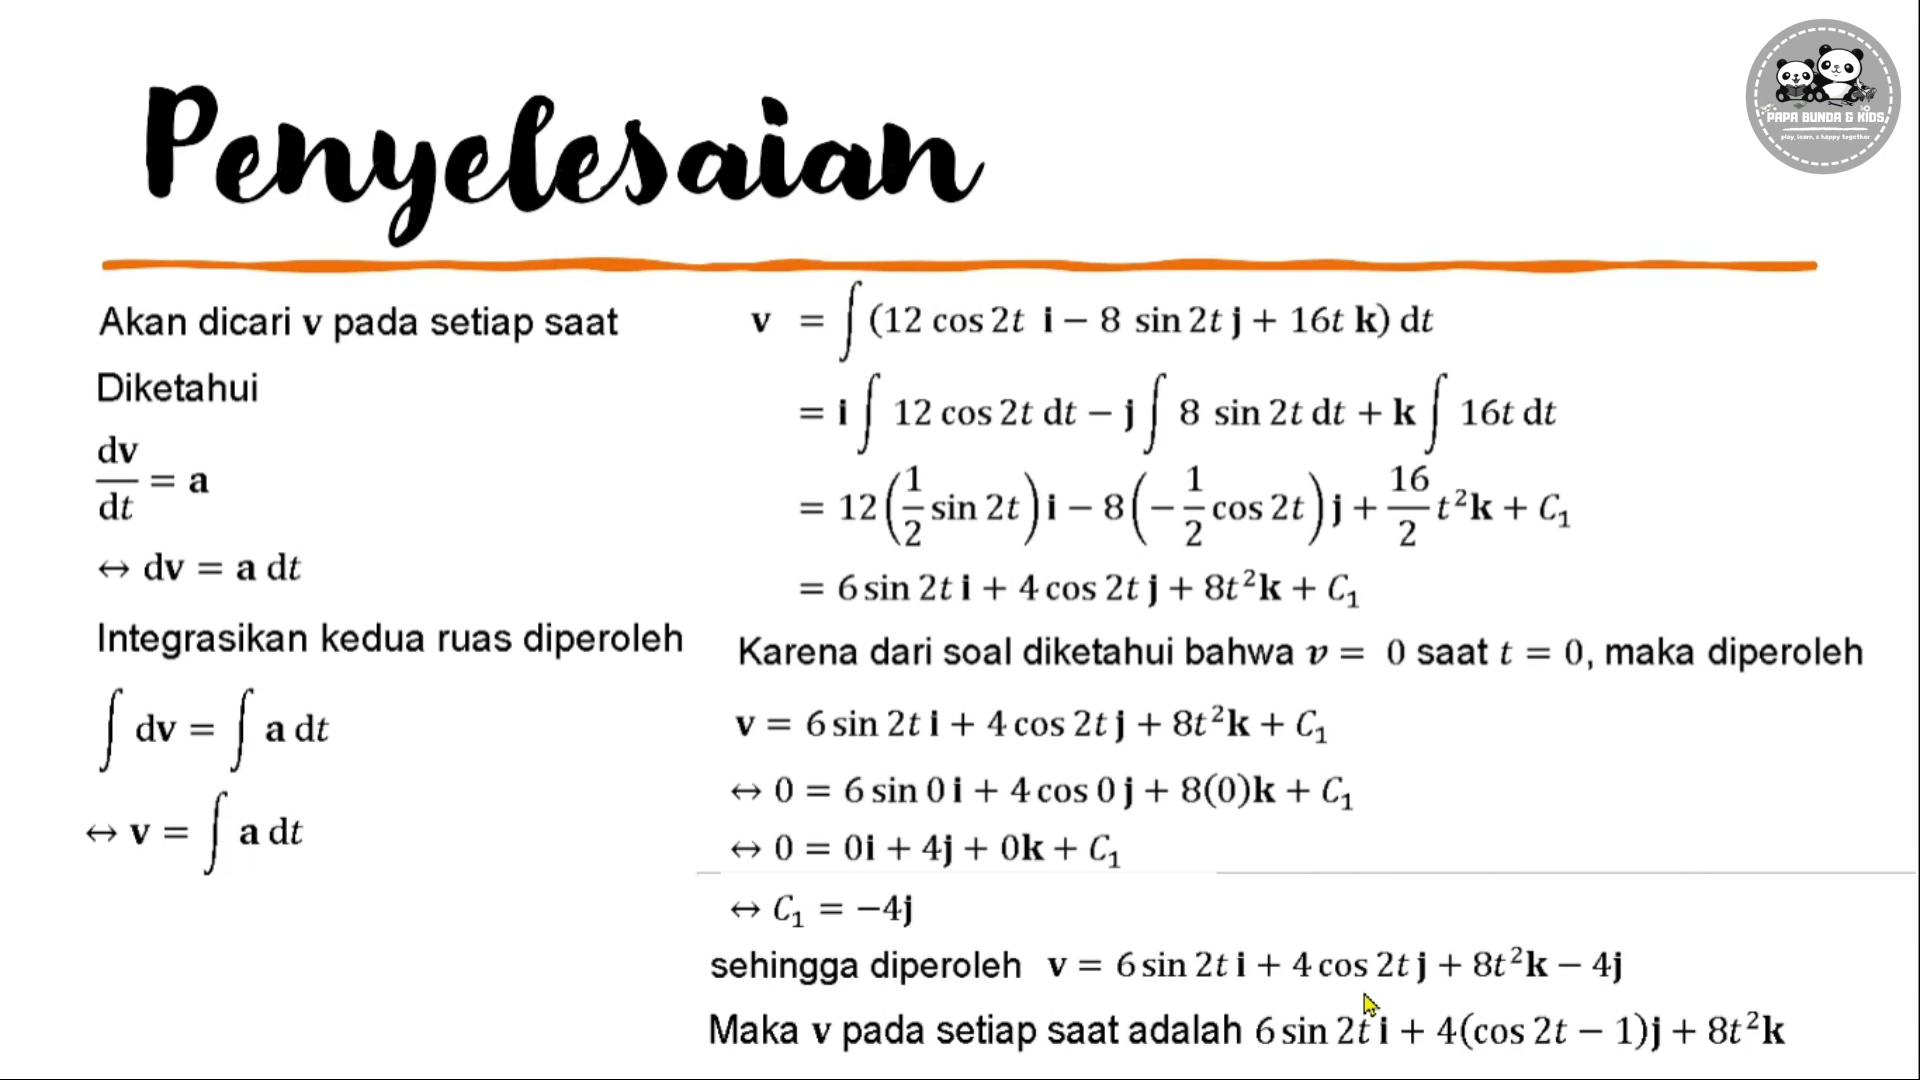 Penyelesaian
PAPA BUNDA & KIDS
play, learn, & happy together
Akan dicari v pada setiap saat
Diketahui
dv/dt = a
↔ dv = a dt
Integrasikan kedua ruas diperoleh
∫ dv = ∫ a dt
↔ v = ∫ a dt
v = ∫ (12 cos 2t i − 8 sin 2t j + 16t k) dt
= i ∫ 12 cos 2t dt − j ∫ 8 sin 2t dt + k ∫ 16t dt
= 12 (1/2 sin 2t) i − 8 (−1/2 cos 2t) j + 16/2 t² k + C₁
= 6 sin 2t i + 4 cos 2t j + 8t² k + C₁
Karena dari soal diketahui bahwa v = 0 saat t = 0, maka diperoleh
v = 6 sin 2t i + 4 cos 2t j + 8t² k + C₁
↔ 0 = 6 sin 0 i + 4 cos 0 j + 8(0)k + C₁
↔ 0 = 0i + 4j + 0k + C₁
↔ C₁ = −4j
sehingga diperoleh v = 6 sin 2t i + 4 cos 2t j + 8t² k − 4j
Maka v pada setiap saat adalah 6 sin 2t i + 4(cos 2t − 1)j + 8t² k